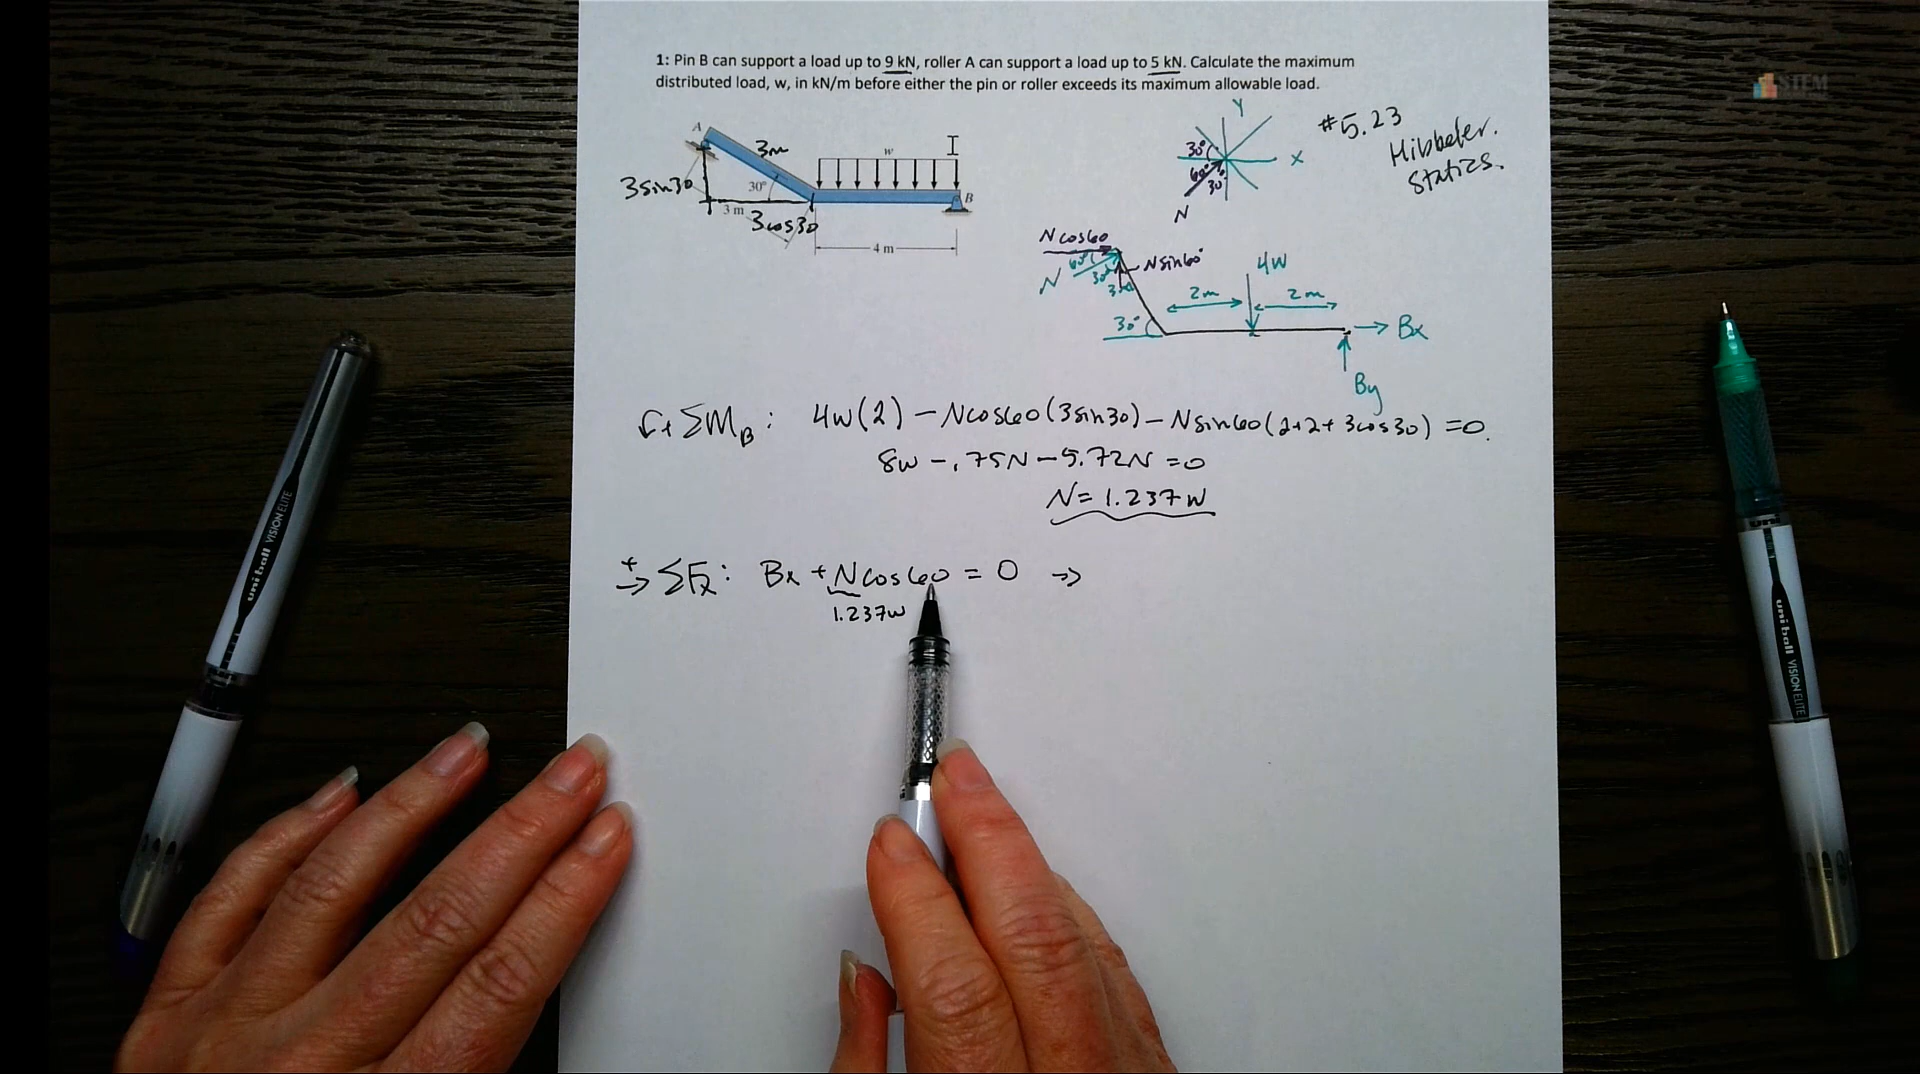 1: Pin B can support a load up to 9 kN, roller A can support a load up to 5 kN. Calculate the maximum
distributed load, w, in kN/m before either the pin or roller exceeds its maximum allowable load.
STEM
#5.23
Hibbeler.
Statics.
Y
30°
X
60°
30°
N
A
3m
w
I
3sin30
30°
B
3 m
3cos30
4 m
Ncos60
60°
Nsin60°
N
30°
4w
2m
2m
30°
Bx
By
+ ΣM_B: 4w(2) - Ncos60(3sin30) - Nsin60(2+2+3cos30) = 0.
8w - .75N - 5.72N = 0
N = 1.237w
+→ ΣFx: Bx + Ncos60 = 0 →
1.237w
uni ball VISION ELITE
uni
uni ball VISION ELITE